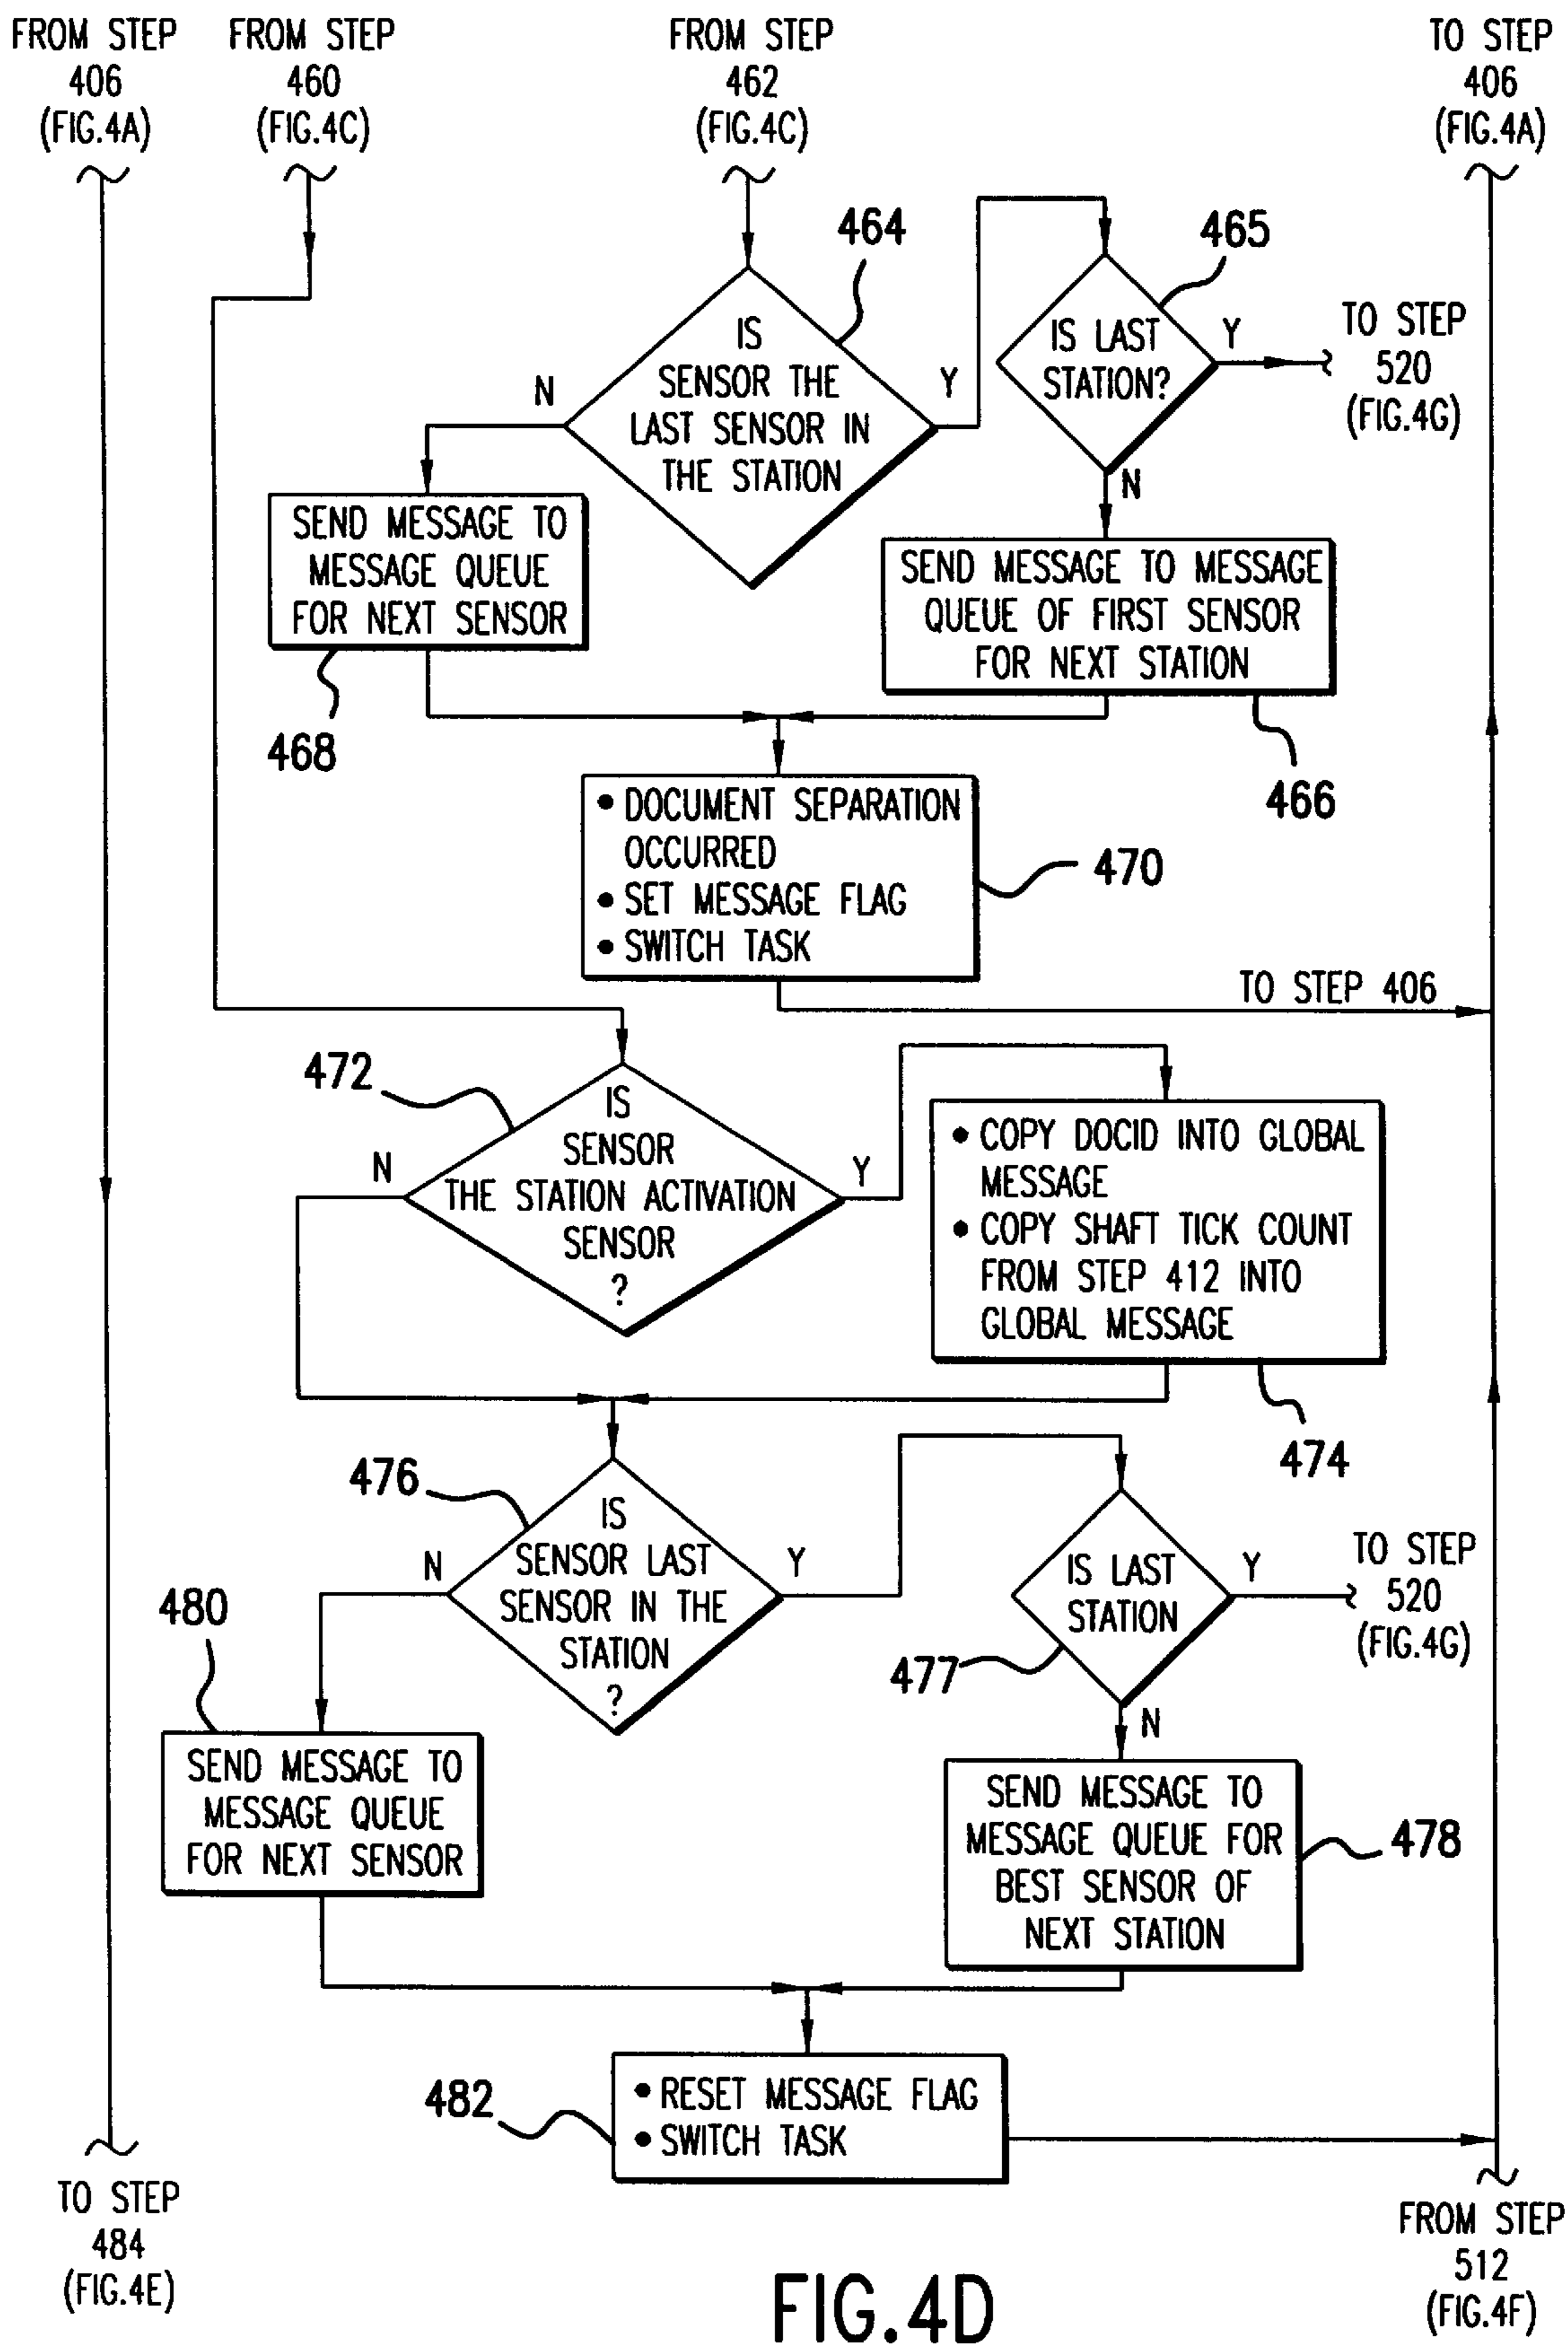 FROM STEP
406
(FIG.4A)
FROM STEP
460
(FIG.4C)
FROM STEP
462
(FIG.4C)
TO STEP
406
(FIG.4A)
464
465
IS
SENSOR THE
LAST SENSOR IN
THE STATION
N
Y
IS LAST
STATION?
Y
N
TO STEP
520
(FIG.4G)
SEND MESSAGE TO
MESSAGE QUEUE
FOR NEXT SENSOR
468
SEND MESSAGE TO MESSAGE
QUEUE OF FIRST SENSOR
FOR NEXT STATION
466
• DOCUMENT SEPARATION
OCCURRED
• SET MESSAGE FLAG
• SWITCH TASK
470
TO STEP 406
472
IS
SENSOR
THE STATION ACTIVATION
SENSOR
?
N
Y
• COPY DOCID INTO GLOBAL
MESSAGE
• COPY SHAFT TICK COUNT
FROM STEP 412 INTO
GLOBAL MESSAGE
474
476
IS
SENSOR LAST
SENSOR IN THE
STATION
?
N
Y
IS LAST
STATION
477
Y
N
TO STEP
520
(FIG.4G)
480
SEND MESSAGE TO
MESSAGE QUEUE
FOR NEXT SENSOR
SEND MESSAGE TO
MESSAGE QUEUE FOR
BEST SENSOR OF
NEXT STATION
478
482
• RESET MESSAGE FLAG
• SWITCH TASK
TO STEP
484
(FIG.4E)
FROM STEP
512
(FIG.4F)
FIG.4D